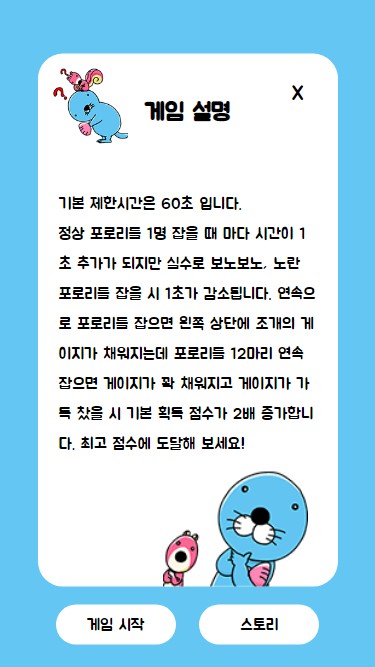 게임 설명
X
기본 제한시간은 60초 입니다.
정상 포로리를 1명 잡을 때 마다 시간이 1
초 추가가 되지만 실수로 보노보노, 노란
포로리를 잡을 시 1초가 감소됩니다. 연속으
로 포로리를 잡으면 왼쪽 상단에 조개의 게
이지가 채워지는데 포로리를 12마리 연속
잡으면 게이지가 꽉 채워지고 게이지가 가
득 찼을 시 기본 획득 점수가 2배 증가합니
다. 최고 점수에 도달해 보세요!
게임 시작
스토리